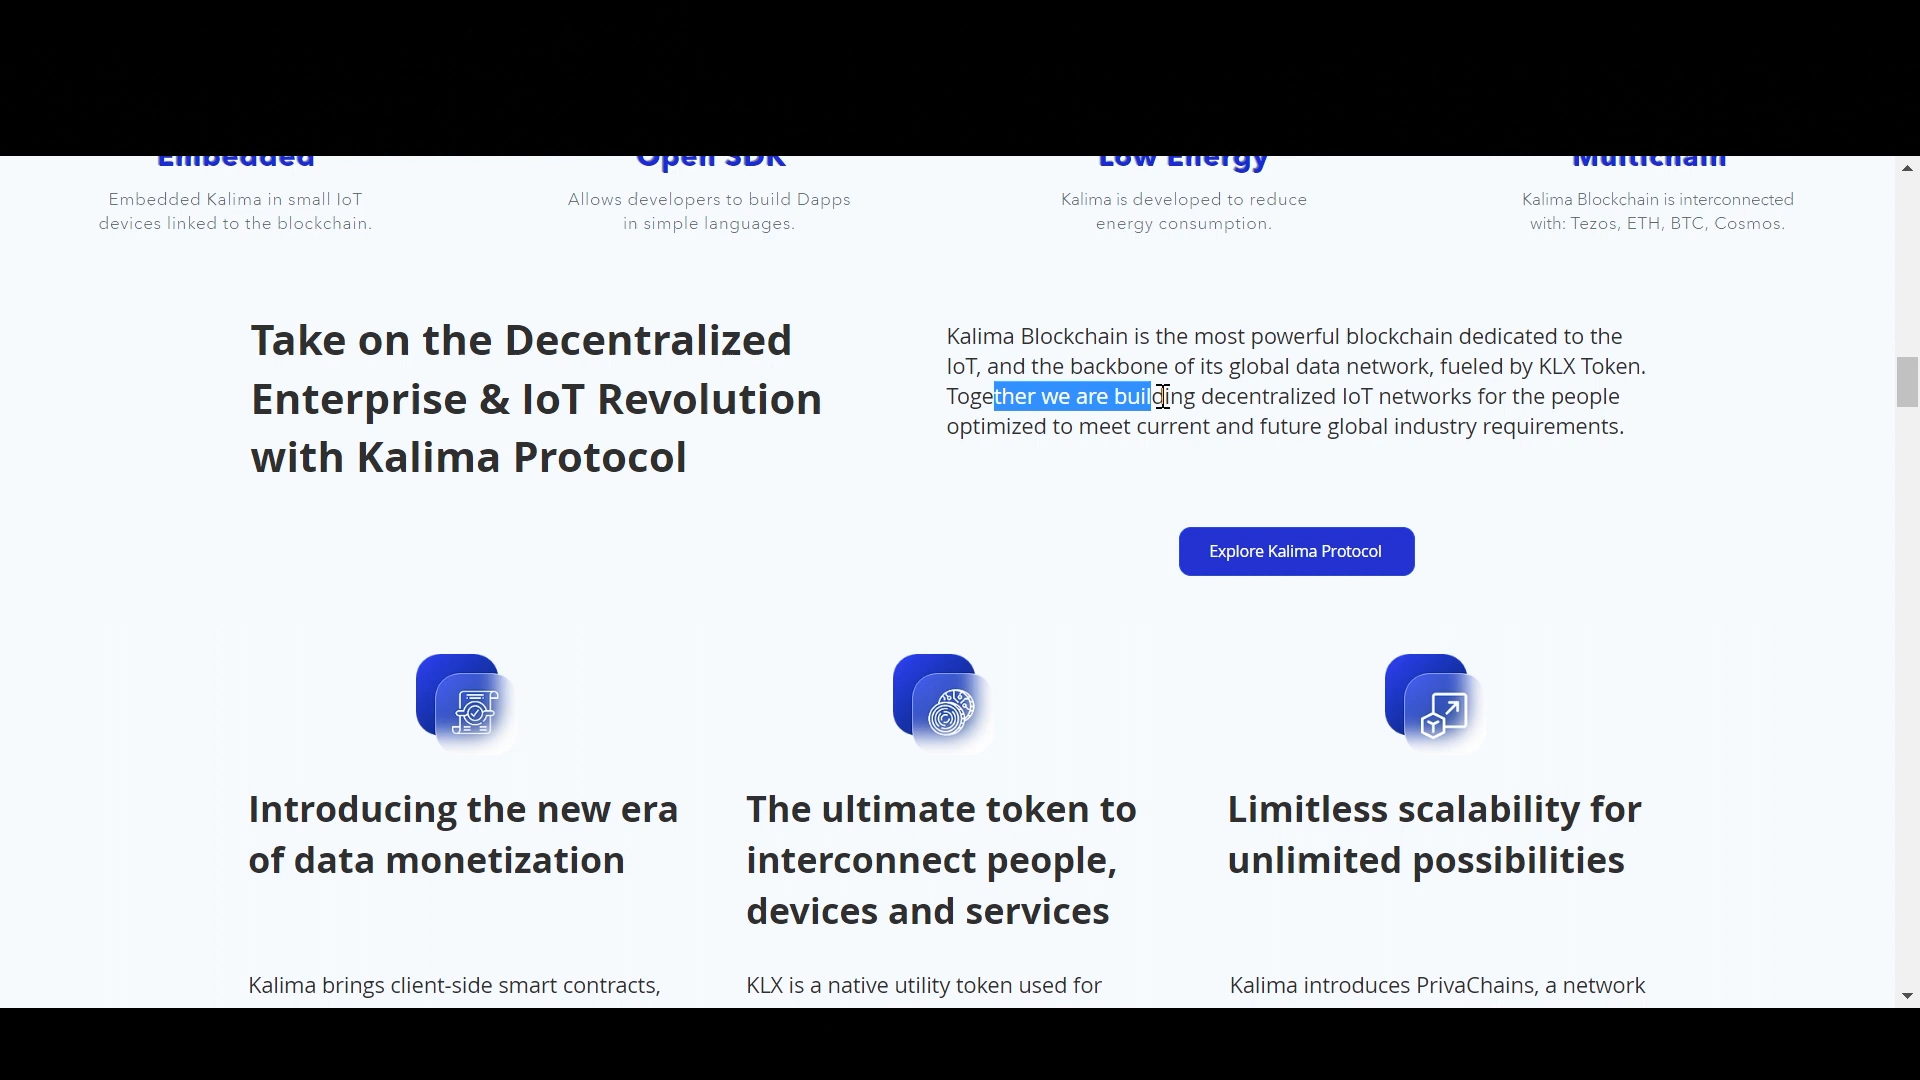 Embedded
Open SDK
Low Energy
Multichain
Embedded Kalima in small IoT
devices linked to the blockchain.
Allows developers to build Dapps
in simple languages.
Kalima is developed to reduce
energy consumption.
Kalima Blockchain is interconnected
with: Tezos, ETH, BTC, Cosmos.
Take on the Decentralized
Enterprise & IoT Revolution
with Kalima Protocol
Kalima Blockchain is the most powerful blockchain dedicated to the
IoT, and the backbone of its global data network, fueled by KLX Token.
Together we are building decentralized IoT networks for the people
optimized to meet current and future global industry requirements.
Explore Kalima Protocol
Introducing the new era
of data monetization
The ultimate token to
interconnect people,
devices and services
Limitless scalability for
unlimited possibilities
Kalima brings client-side smart contracts,
KLX is a native utility token used for
Kalima introduces PrivaChains, a network